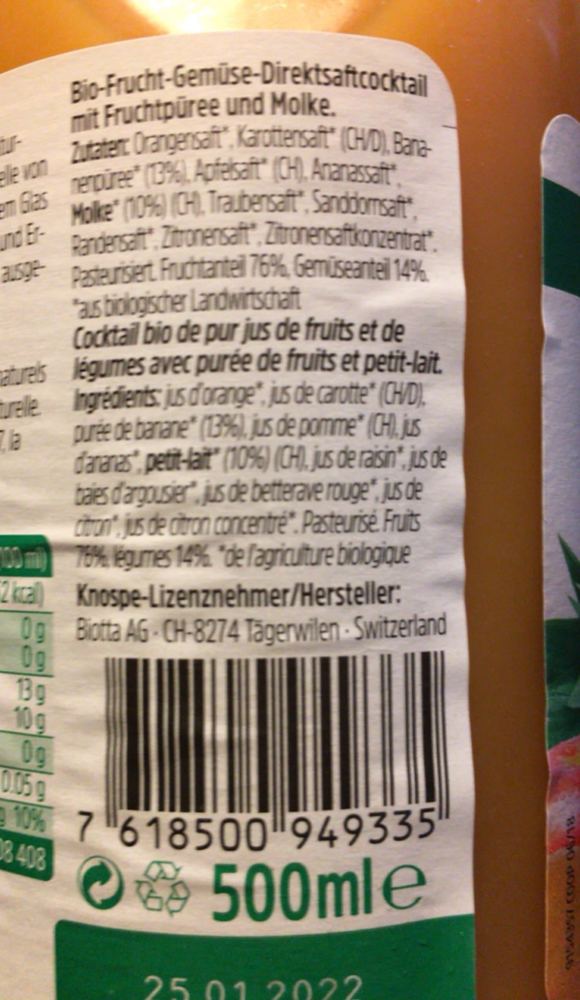 Bio-Frucht-Gemüse-Direktsaftcocktail
mit Fruchtpüree und Molke.
Zutaten: Orangensaft*, Karottensaft* (CH/D), Bana-
nenpüree* (13%), Apfelsaft* (CH), Ananassaft*,
Molke* (10%) (CH), Traubensaft*, Sanddornsaft*,
Randensaft*, Zitronensaft*, Zitronensaftkonzentrat*.
Pasteurisiert. Fruchtanteil 76%, Gemüseanteil 14%.
*aus biologischer Landwirtschaft
Cocktail bio de pur jus de fruits et de
légumes avec purée de fruits et petit-lait.
Ingrédients: jus d'orange*, jus de carotte* (CH/D),
purée de banane* (13%), jus de pomme* (CH), jus
d'ananas*, petit-lait* (10%) (CH), jus de raisin*, jus de
baies d'argousier*, jus de betterave rouge*, jus de
citron*, jus de citron concentré*. Pasteurisé. Fruits
76%, légumes 14%. *de l'agriculture biologique
Knospe-Lizenznehmer/Hersteller:
Biotta AG · CH-8274 Tägerwilen · Switzerland
7 618500 949335
500ml e
25.01.2022
tur-
elle von
em Glas
und Er-
ausge-
naturels
turelle.
7, la
100 ml)
2 kcal)
0 g
0 g
13 g
10 g
0 g
0.05 g
10%
08 408
COOP 04/18